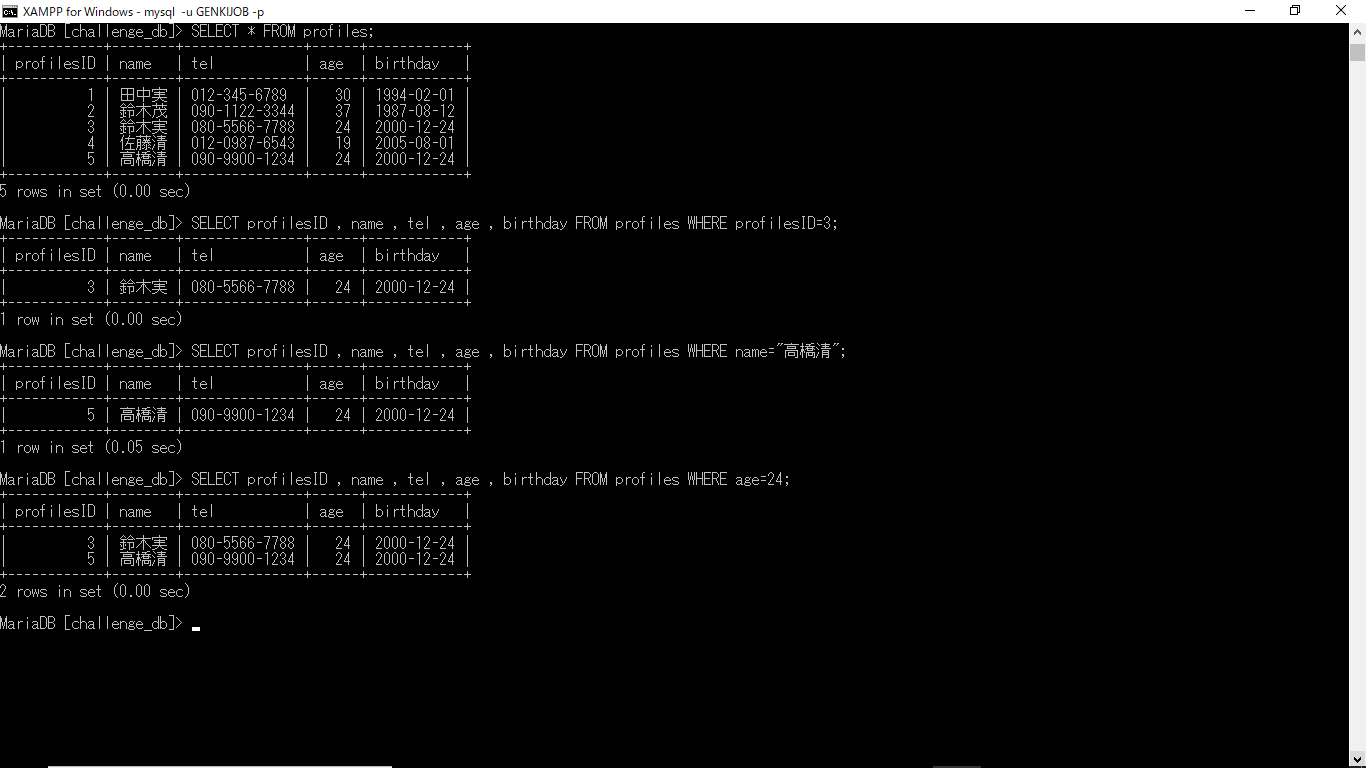 XAMPP for Windows - mysql -u GENKIJOB -p
MariaDB [challenge_db]> SELECT * FROM profiles;
+------------+--------+---------------+------+------------+
| profilesID | name   | tel           | age  | birthday   |
+------------+--------+---------------+------+------------+
|          1 | 田中実 | 012-345-6789  |   30 | 1994-02-01 |
|          2 | 鈴木茂 | 090-1122-3344 |   37 | 1987-08-12 |
|          3 | 鈴木実 | 080-5566-7788 |   24 | 2000-12-24 |
|          4 | 佐藤清 | 012-0987-6543 |   19 | 2005-08-01 |
|          5 | 高橋清 | 090-9900-1234 |   24 | 2000-12-24 |
+------------+--------+---------------+------+------------+
5 rows in set (0.00 sec)
MariaDB [challenge_db]> SELECT profilesID , name , tel , age , birthday FROM profiles WHERE profilesID=3;
+------------+--------+---------------+------+------------+
| profilesID | name   | tel           | age  | birthday   |
+------------+--------+---------------+------+------------+
|          3 | 鈴木実 | 080-5566-7788 |   24 | 2000-12-24 |
+------------+--------+---------------+------+------------+
1 row in set (0.00 sec)
MariaDB [challenge_db]> SELECT profilesID , name , tel , age , birthday FROM profiles WHERE name="高橋清";
+------------+--------+---------------+------+------------+
| profilesID | name   | tel           | age  | birthday   |
+------------+--------+---------------+------+------------+
|          5 | 高橋清 | 090-9900-1234 |   24 | 2000-12-24 |
+------------+--------+---------------+------+------------+
1 row in set (0.05 sec)
MariaDB [challenge_db]> SELECT profilesID , name , tel , age , birthday FROM profiles WHERE age=24;
+------------+--------+---------------+------+------------+
| profilesID | name   | tel           | age  | birthday   |
+------------+--------+---------------+------+------------+
|          3 | 鈴木実 | 080-5566-7788 |   24 | 2000-12-24 |
|          5 | 高橋清 | 090-9900-1234 |   24 | 2000-12-24 |
+------------+--------+---------------+------+------------+
2 rows in set (0.00 sec)
MariaDB [challenge_db]>